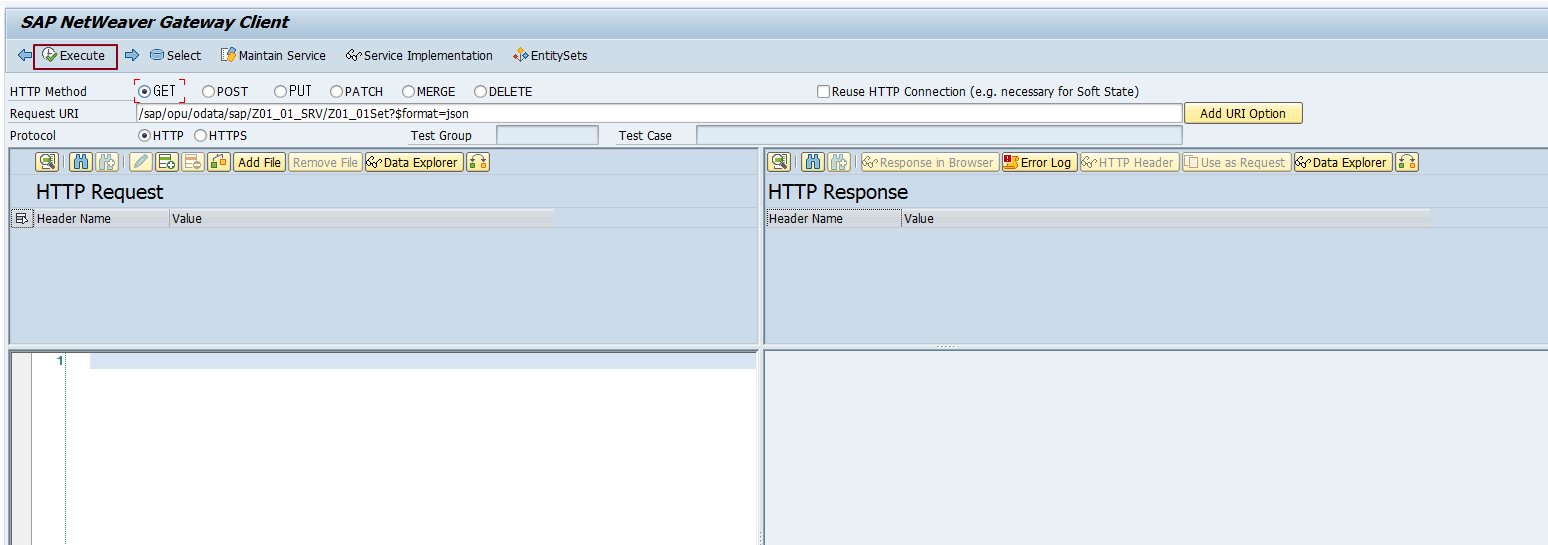 SAP NetWeaver Gateway Client
Execute Select Maintain Service Service Implementation EntitySets
HTTP Method GET POST PUT PATCH MERGE DELETE Reuse HTTP Connection (e.g. necessary for Soft State)
Request URI /sap/opu/odata/sap/Z01_01_SRV/Z01_01Set?$format=json Add URI Option
Protocol HTTP HTTPS Test Group Test Case
Add File Remove File Data Explorer
HTTP Request
Header Name Value
1
Response in Browser Error Log HTTP Header Use as Request Data Explorer
HTTP Response
Header Name Value